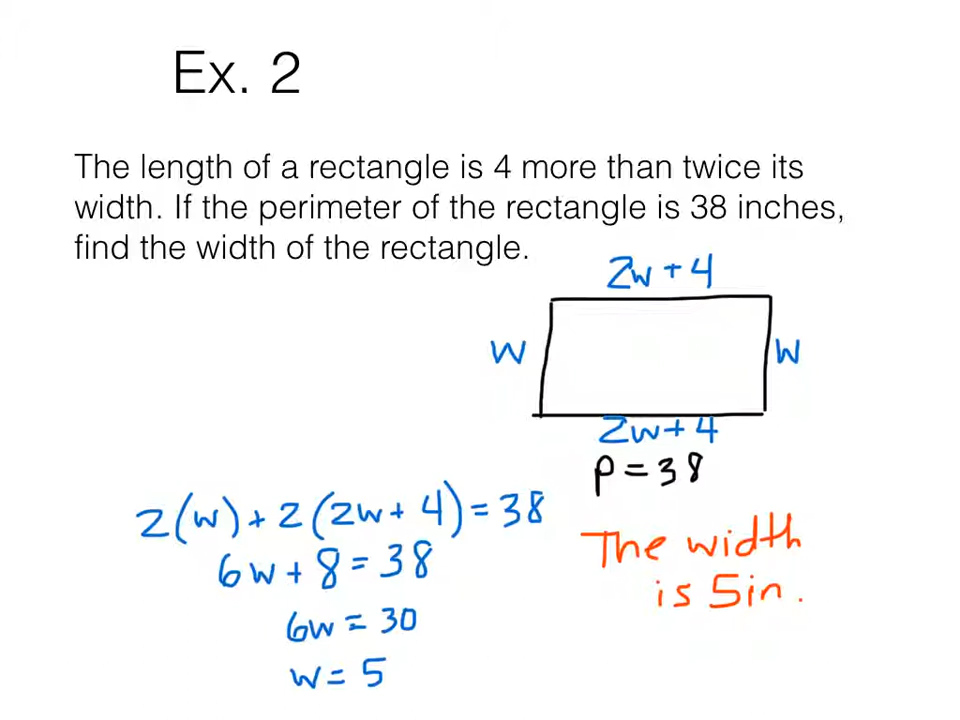 Ex. 2
The length of a rectangle is 4 more than twice its
width. If the perimeter of the rectangle is 38 inches,
find the width of the rectangle.
2w + 4
W
W
2w + 4
P = 38
2(w) + 2(2w + 4) = 38
6w + 8 = 38
6w = 30
w = 5
The width
is 5in.